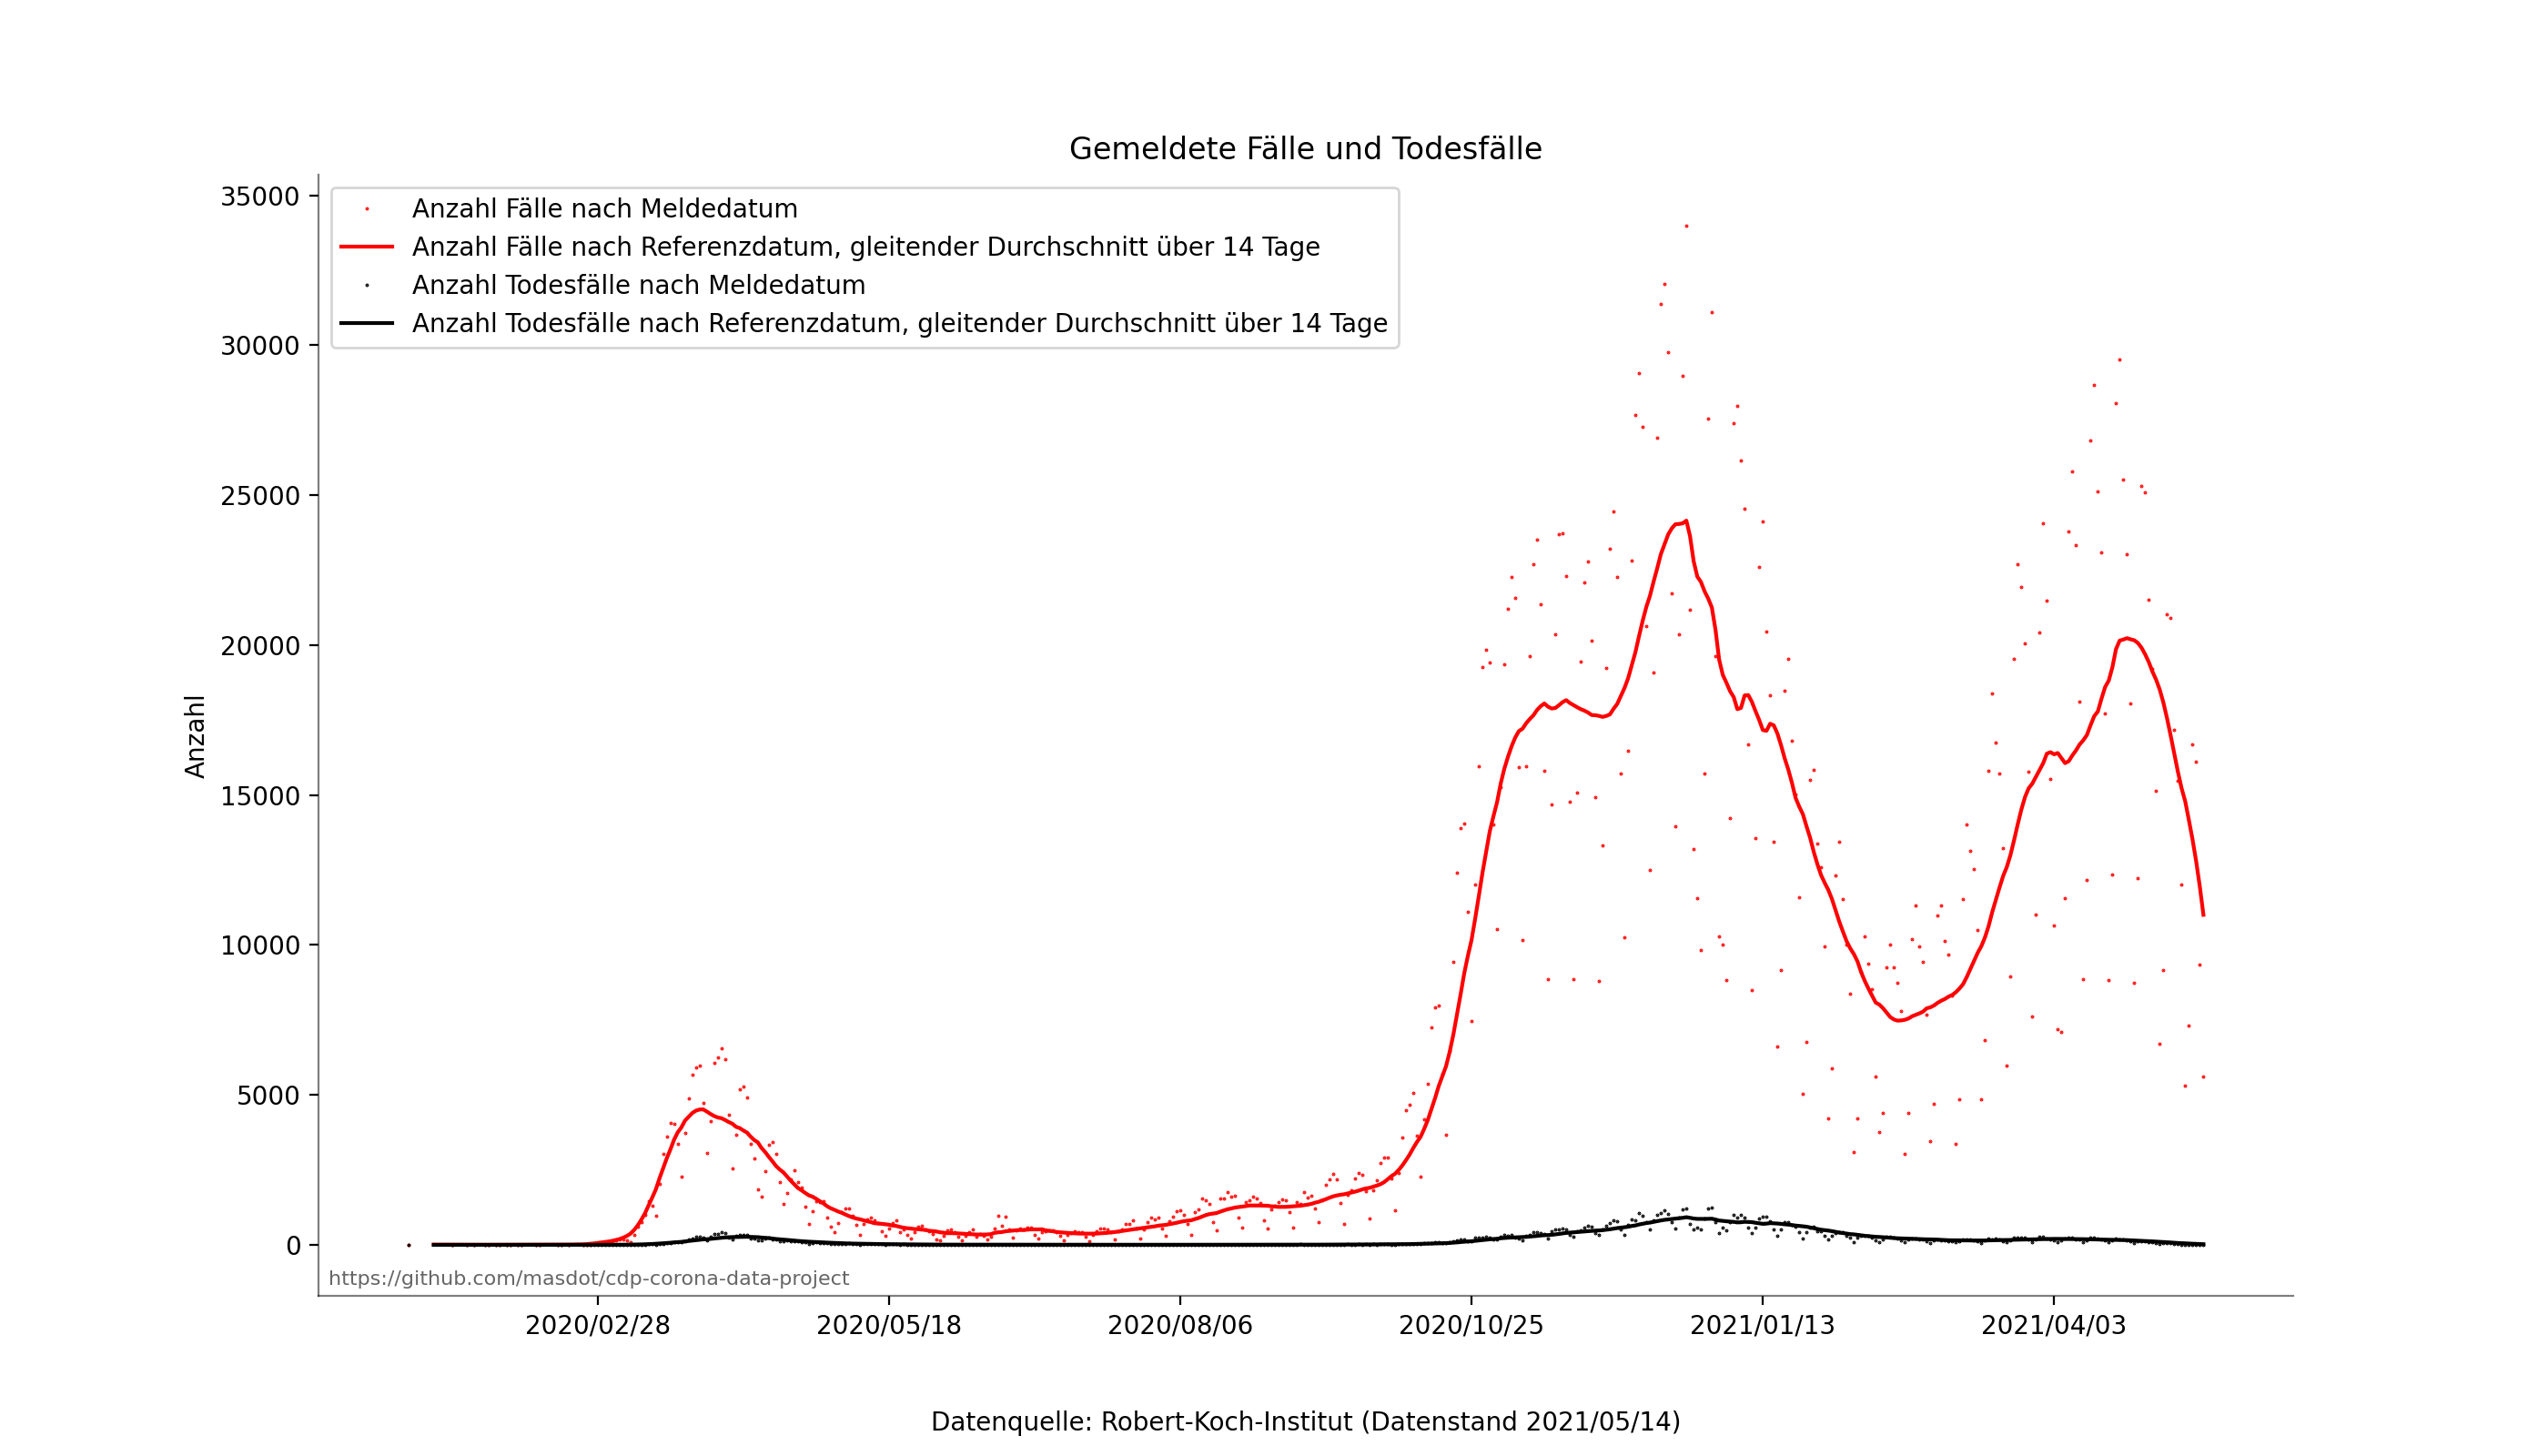 Gemeldete Fälle und Todesfälle
35000
30000
25000
20000
15000
10000
5000
0
Anzahl
Anzahl Fälle nach Meldedatum
Anzahl Fälle nach Referenzdatum, gleitender Durchschnitt über 14 Tage
Anzahl Todesfälle nach Meldedatum
Anzahl Todesfälle nach Referenzdatum, gleitender Durchschnitt über 14 Tage
https://github.com/masdot/cdp-corona-data-project
2020/02/28 2020/05/18 2020/08/06 2020/10/25 2021/01/13 2021/04/03
Datenquelle: Robert-Koch-Institut (Datenstand 2021/05/14)